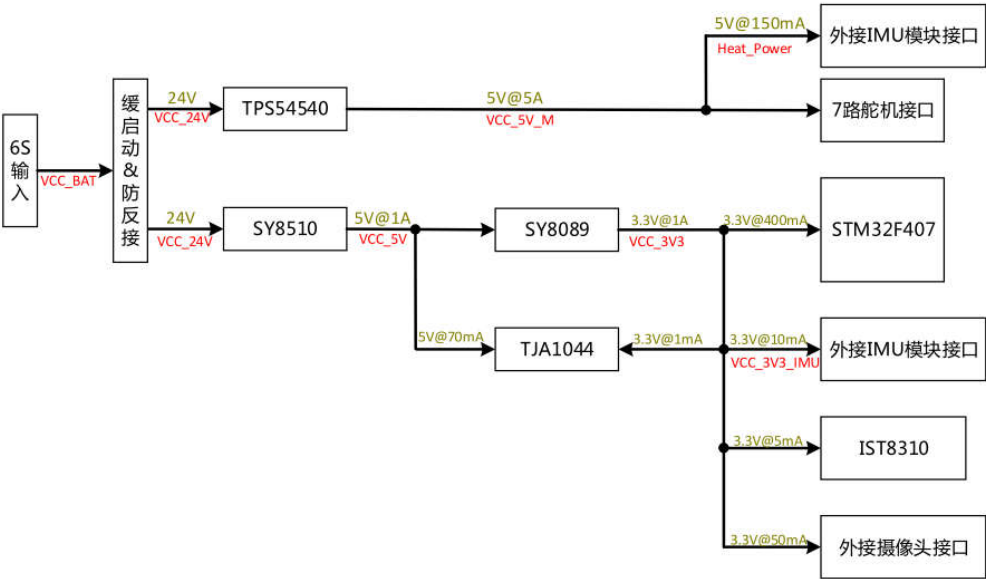 5V@150mA
Heat_Power
外接IMU模块接口
24V
VCC_24V
TPS54540
5V@5A
VCC_5V_M
7路舵机接口
6S
输
入
VCC_BAT
缓
启
动
&
防
反
接
24V
VCC_24V
SY8510
5V@1A
VCC_5V
SY8089
3.3V@1A
VCC_3V3
3.3V@400mA
STM32F407
5V@70mA
TJA1044
3.3V@1mA
3.3V@10mA
VCC_3V3_IMU
外接IMU模块接口
3.3V@5mA
IST8310
3.3V@50mA
外接摄像头接口